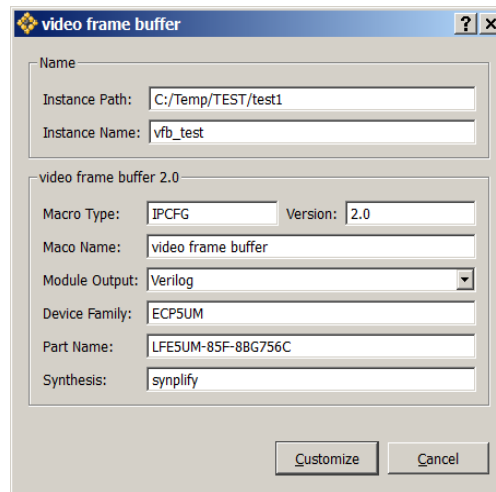 video frame buffer
Name
Instance Path: C:/Temp/TEST/test1
Instance Name: vfb_test
video frame buffer 2.0
Macro Type: IPCFG Version: 2.0
Maco Name: video frame buffer
Module Output: Verilog
Device Family: ECP5UM
Part Name: LFE5UM-85F-8BG756C
Synthesis: synplify
Customize Cancel